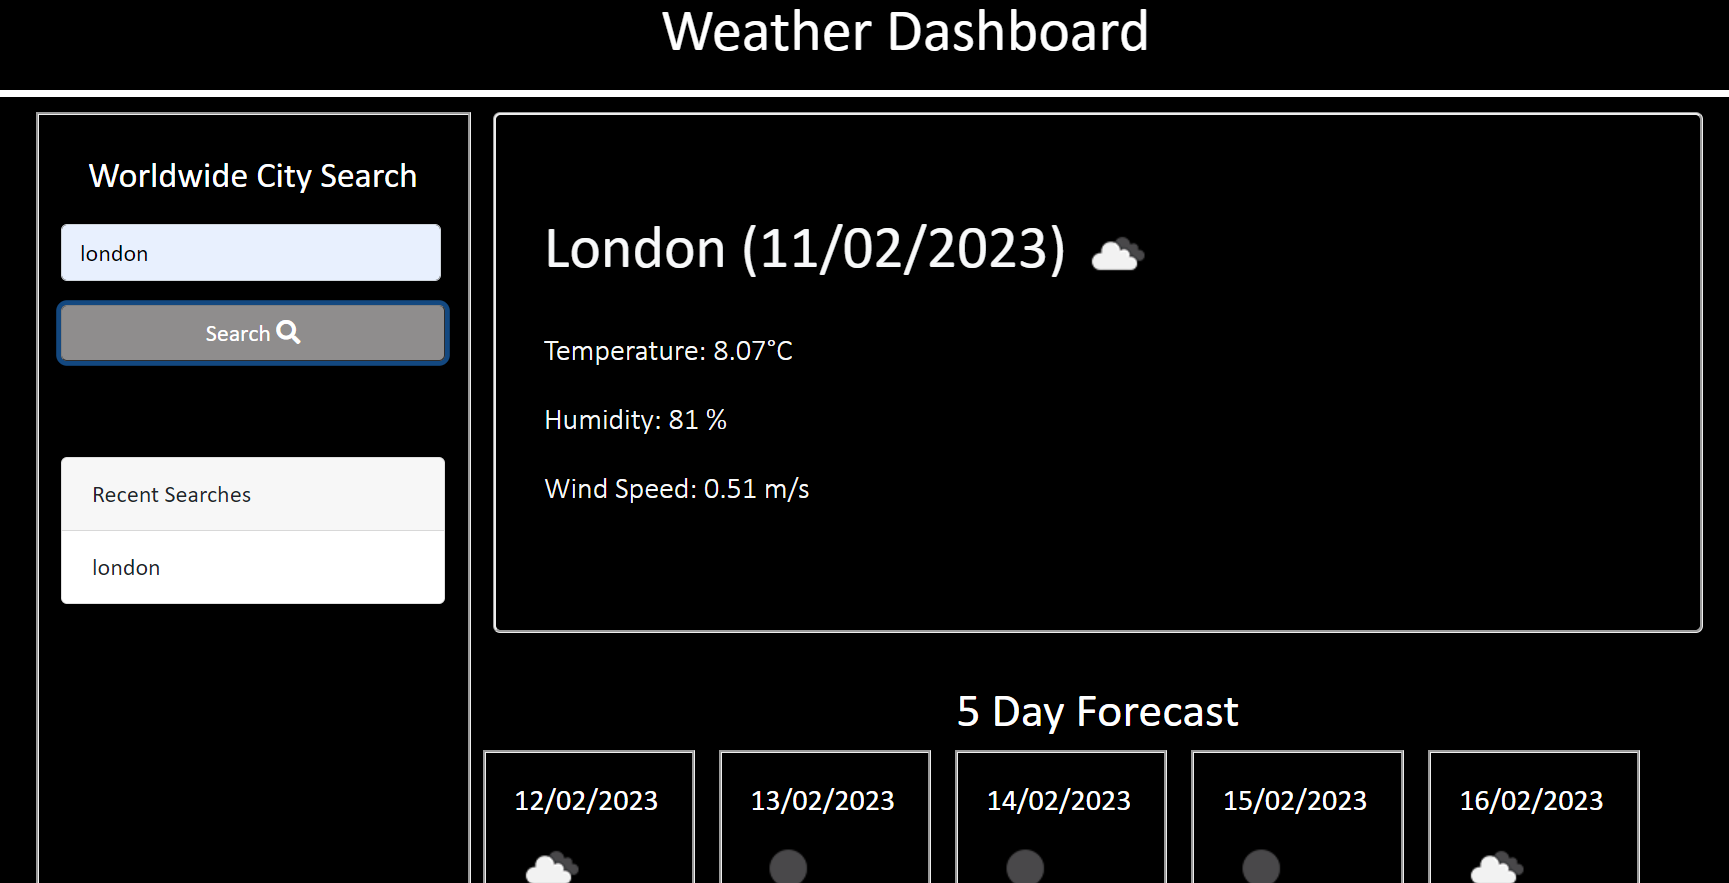 Weather Dashboard
Worldwide City Search
london
Search
Recent Searches
london
London (11/02/2023)
Temperature: 8.07°C
Humidity: 81 %
Wind Speed: 0.51 m/s
5 Day Forecast
12/02/2023
13/02/2023
14/02/2023
15/02/2023
16/02/2023